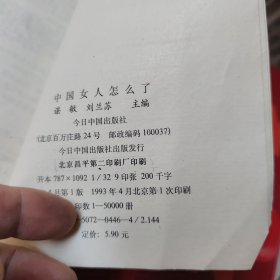 中国女人怎么了
谌敏 刘兰苏 主编
今日中国出版社
(北京百万庄路24号 邮政编码100037)
今日中国出版社出版发行
北京昌平第二印刷厂印刷
开本787×1092 1/32 9印张 200千字
月第1版 1993年4月北京第1次印刷
印数1—50000册
5072-0446-4/2.144
定价：5.90元